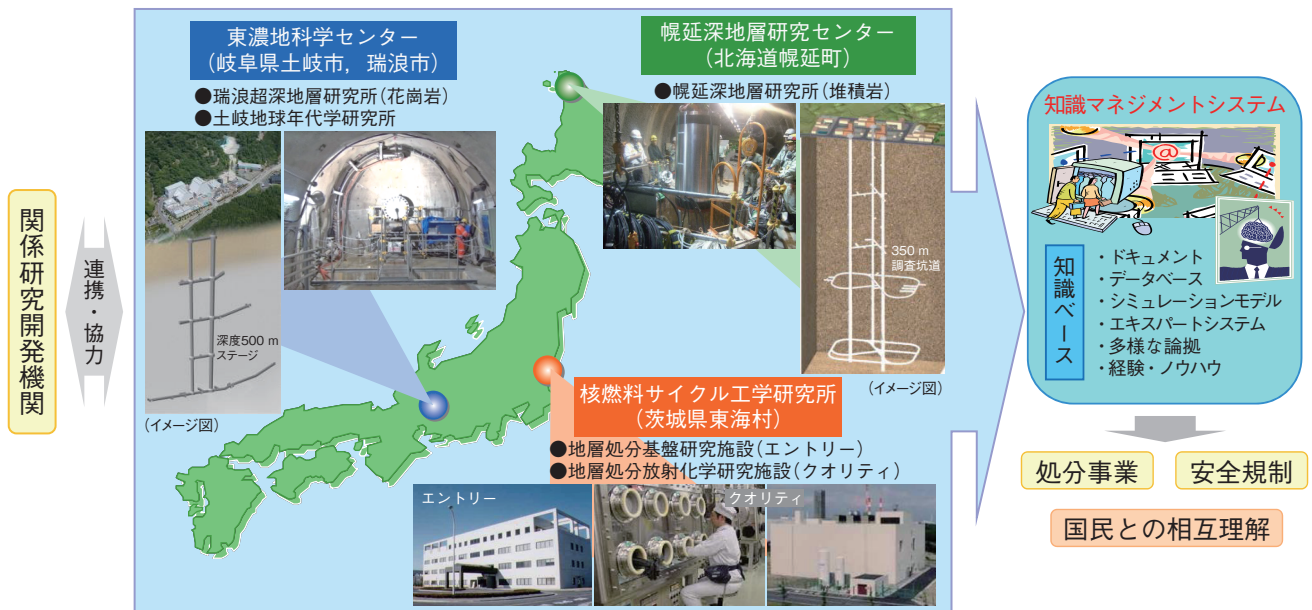 関係研究開発機関
連携・協力
東濃地科学センター
(岐阜県土岐市，瑞浪市)
●瑞浪超深地層研究所(花崗岩)
●土岐地球年代学研究所
深度500 m
ステージ
(イメージ図)
幌延深地層研究センター
(北海道幌延町)
●幌延深地層研究所(堆積岩)
350 m
調査坑道
(イメージ図)
核燃料サイクル工学研究所
(茨城県東海村)
●地層処分基盤研究施設(エントリー)
●地層処分放射化学研究施設(クオリティ)
エントリー
クオリティ
知識マネジメントシステム
@
知識ベース
・ドキュメント
・データベース
・シミュレーションモデル
・エキスパートシステム
・多様な論拠
・経験・ノウハウ
処分事業
安全規制
国民との相互理解